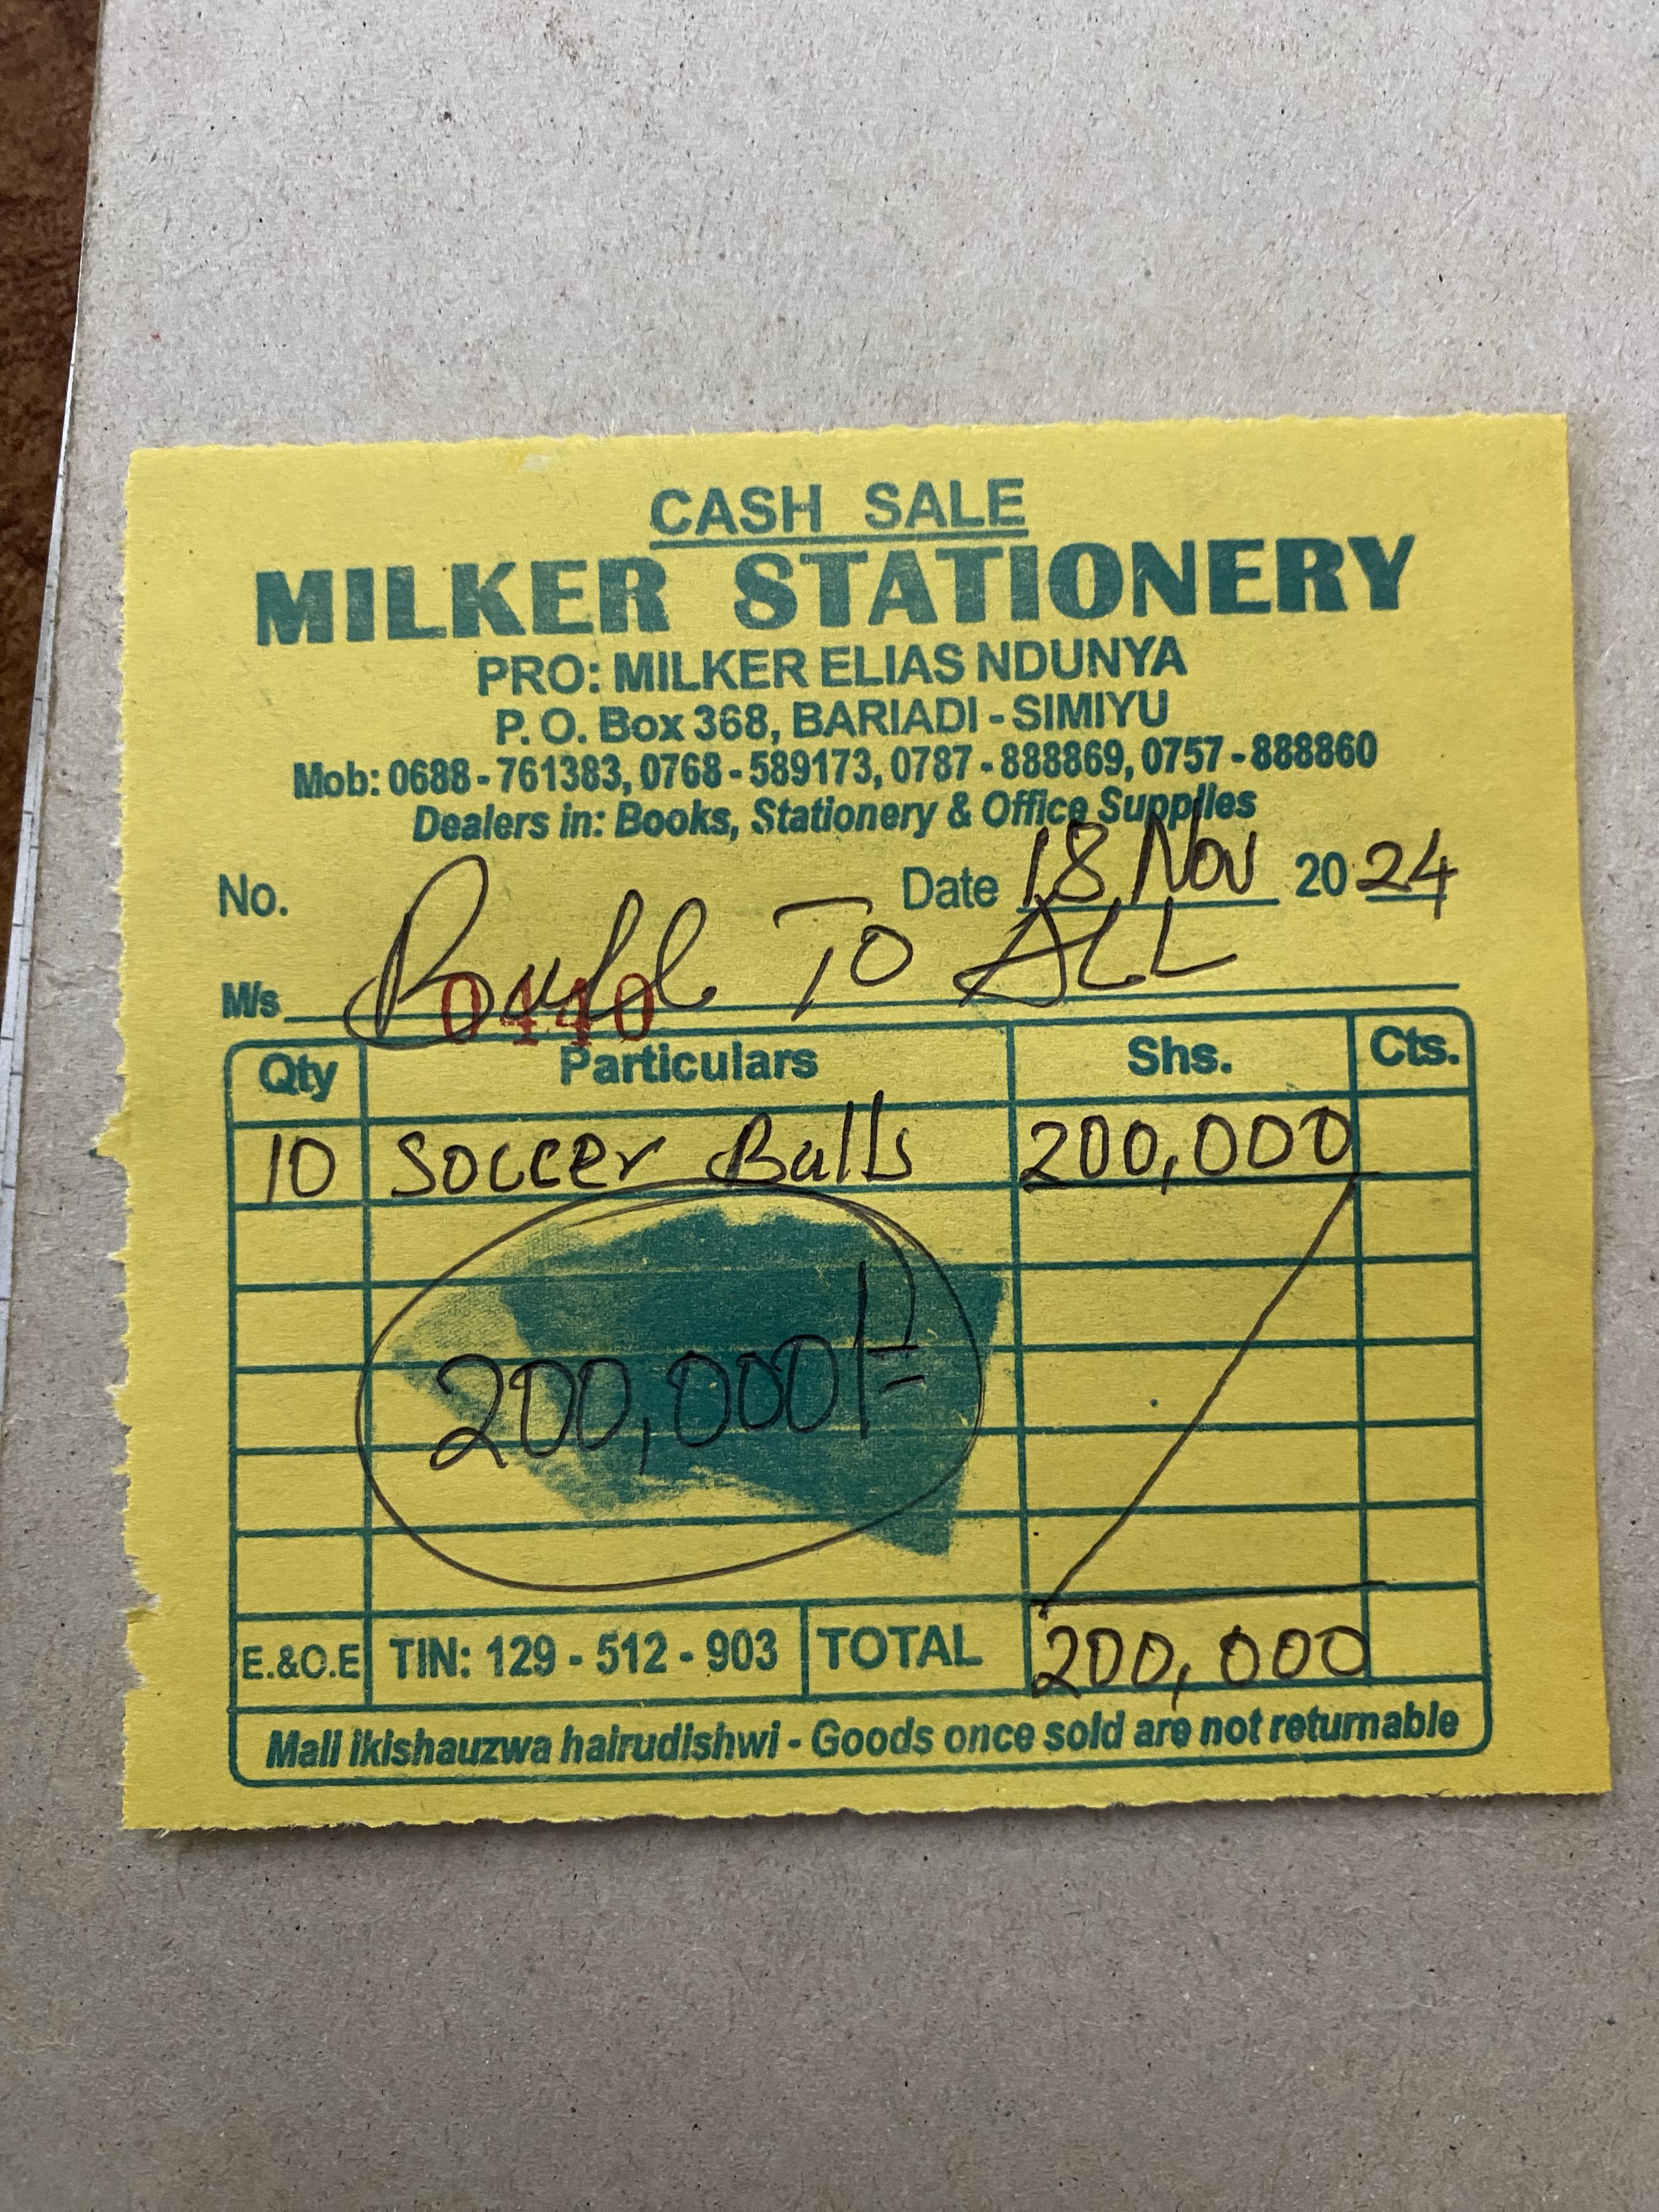 CASH SALE
MILKER STATIONERY
PRO: MILKER ELIAS NDUNYA
P. O. Box 368, BARIADI - SIMIYU
Mob: 0688 - 761383, 0768 - 589173, 0787 - 888869, 0757 - 888860
Dealers in: Books, Stationery & Office Supplies
No. Date 18 Nov 20 24
M/s TO ALL
0440
Qty Particulars Shs. Cts.
10 Soccer Balls 200,000
200,000/=
E.&O.E TIN: 129 - 512 - 903 TOTAL 200,000
Mali ikishauzwa hairudishwi - Goods once sold are not returnable